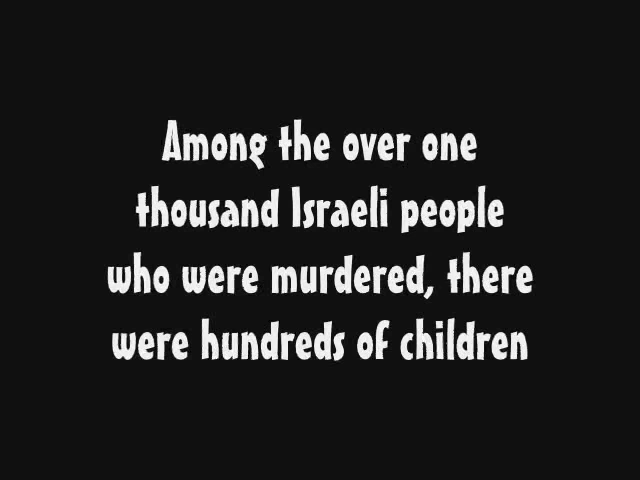 Among the over one
thousand Israeli people
who were murdered, there
were hundreds of children